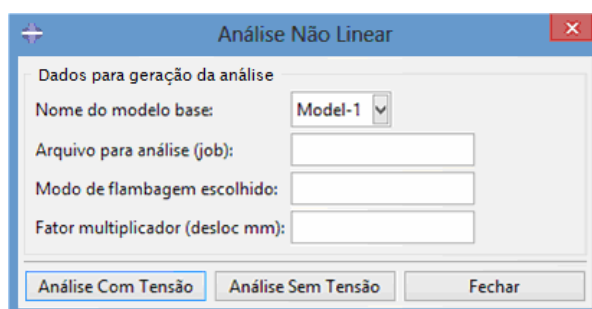 Análise Não Linear
Dados para geração da análise
Nome do modelo base: Model-1
Arquivo para análise (job):
Modo de flambagem escolhido:
Fator multiplicador (desloc mm):
Análise Com Tensão Análise Sem Tensão Fechar